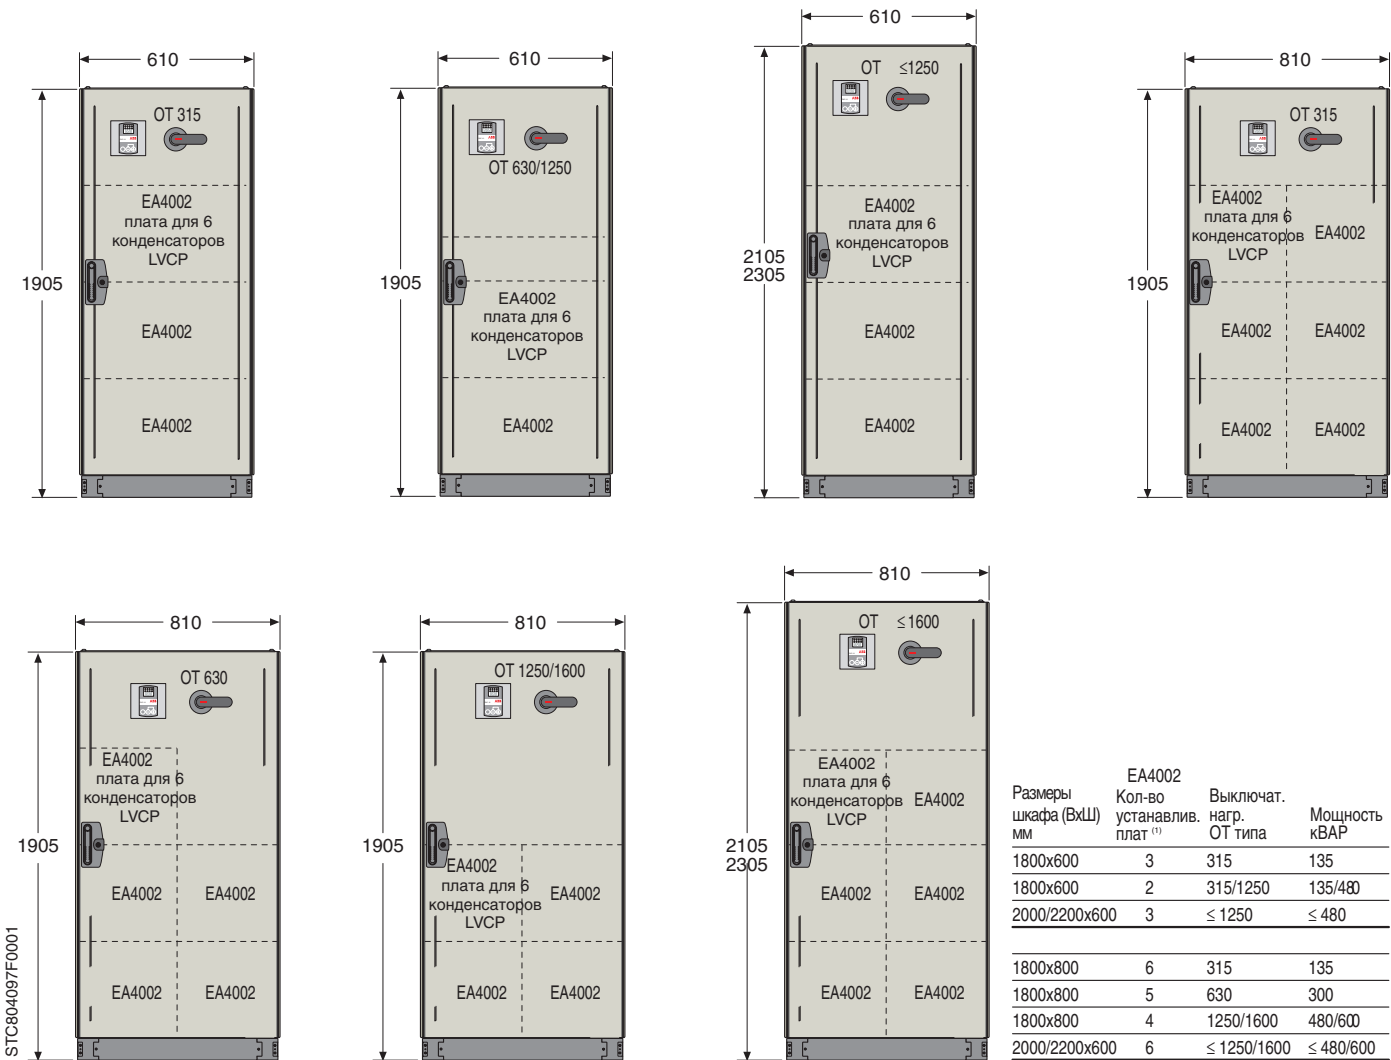 610
OT 315
EA4002
плата для 6
конденсаторов
LVCP
EA4002
EA4002
1905
610
OT 630/1250
EA4002
плата для 6
конденсаторов
LVCP
EA4002
1905
610
OT ≤1250
EA4002
плата для 6
конденсаторов
LVCP
EA4002
EA4002
2105
2305
810
OT 315
EA4002
плата для 6
конденсаторов
LVCP
EA4002
EA4002 EA4002
EA4002 EA4002
1905
810
OT 630
EA4002
плата для 6
конденсаторов
LVCP
EA4002 EA4002
EA4002 EA4002
1905
810
OT 1250/1600
EA4002
плата для 6
конденсаторов
LVCP
EA4002
EA4002 EA4002
1905
810
OT ≤ 1600
EA4002
плата для 6
конденсаторов
LVCP
EA4002
EA4002 EA4002
EA4002 EA4002
2105
2305
EA4002
Размеры Кол-во Выключат.
шкафа (ВхШ) устанавлив. нагр. Мощность
мм плат (1) ОТ типа кВАР
1800x600 3 315 135
1800x600 2 315/1250 135/480
2000/2200x600 3 ≤ 1250 ≤ 480
1800x800 6 315 135
1800x800 5 630 300
1800x800 4 1250/1600 480/600
2000/2200x600 6 ≤ 1250/1600 ≤ 480/600
STC804097F0001